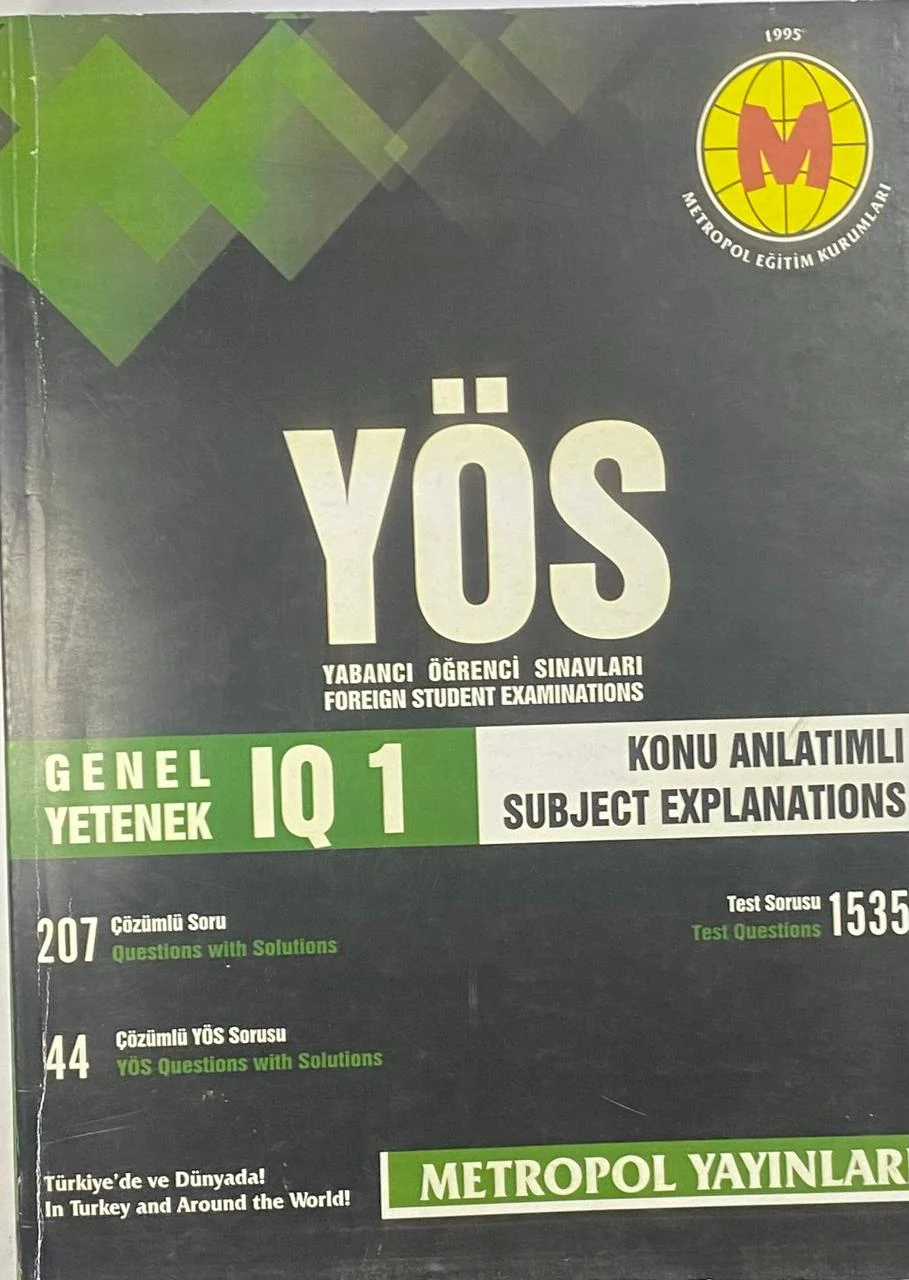 1995
M
METROPOL EĞİTİM KURUMLARI
YÖS
YABANCI ÖĞRENCİ SINAVLARI
FOREIGN STUDENT EXAMINATIONS
GENEL
YETENEK
IQ 1
KONU ANLATIMLI
SUBJECT EXPLANATIONS
207
Çözümlü Soru
Questions with Solutions
Test Sorusu
Test Questions
1535
44
Çözümlü YÖS Sorusu
YÖS Questions with Solutions
Türkiye'de ve Dünyada!
In Turkey and Around the World!
METROPOL YAYINLARI